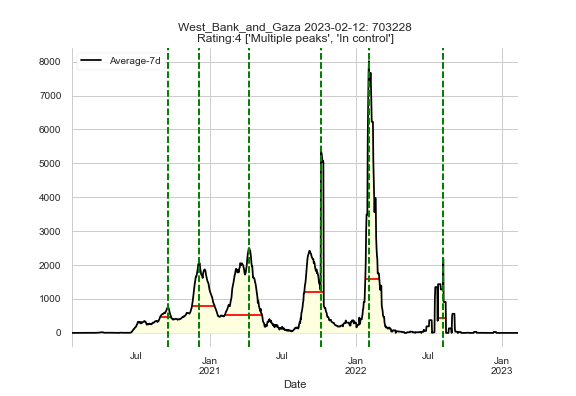 West_Bank_and_Gaza 2023-02-12: 703228
Rating:4 ['Multiple peaks', 'In control']
Average-7d
8000
7000
6000
5000
4000
3000
2000
1000
0
Jul
Jan
2021
Jul
Jan
2022
Jul
Jan
2023
Date